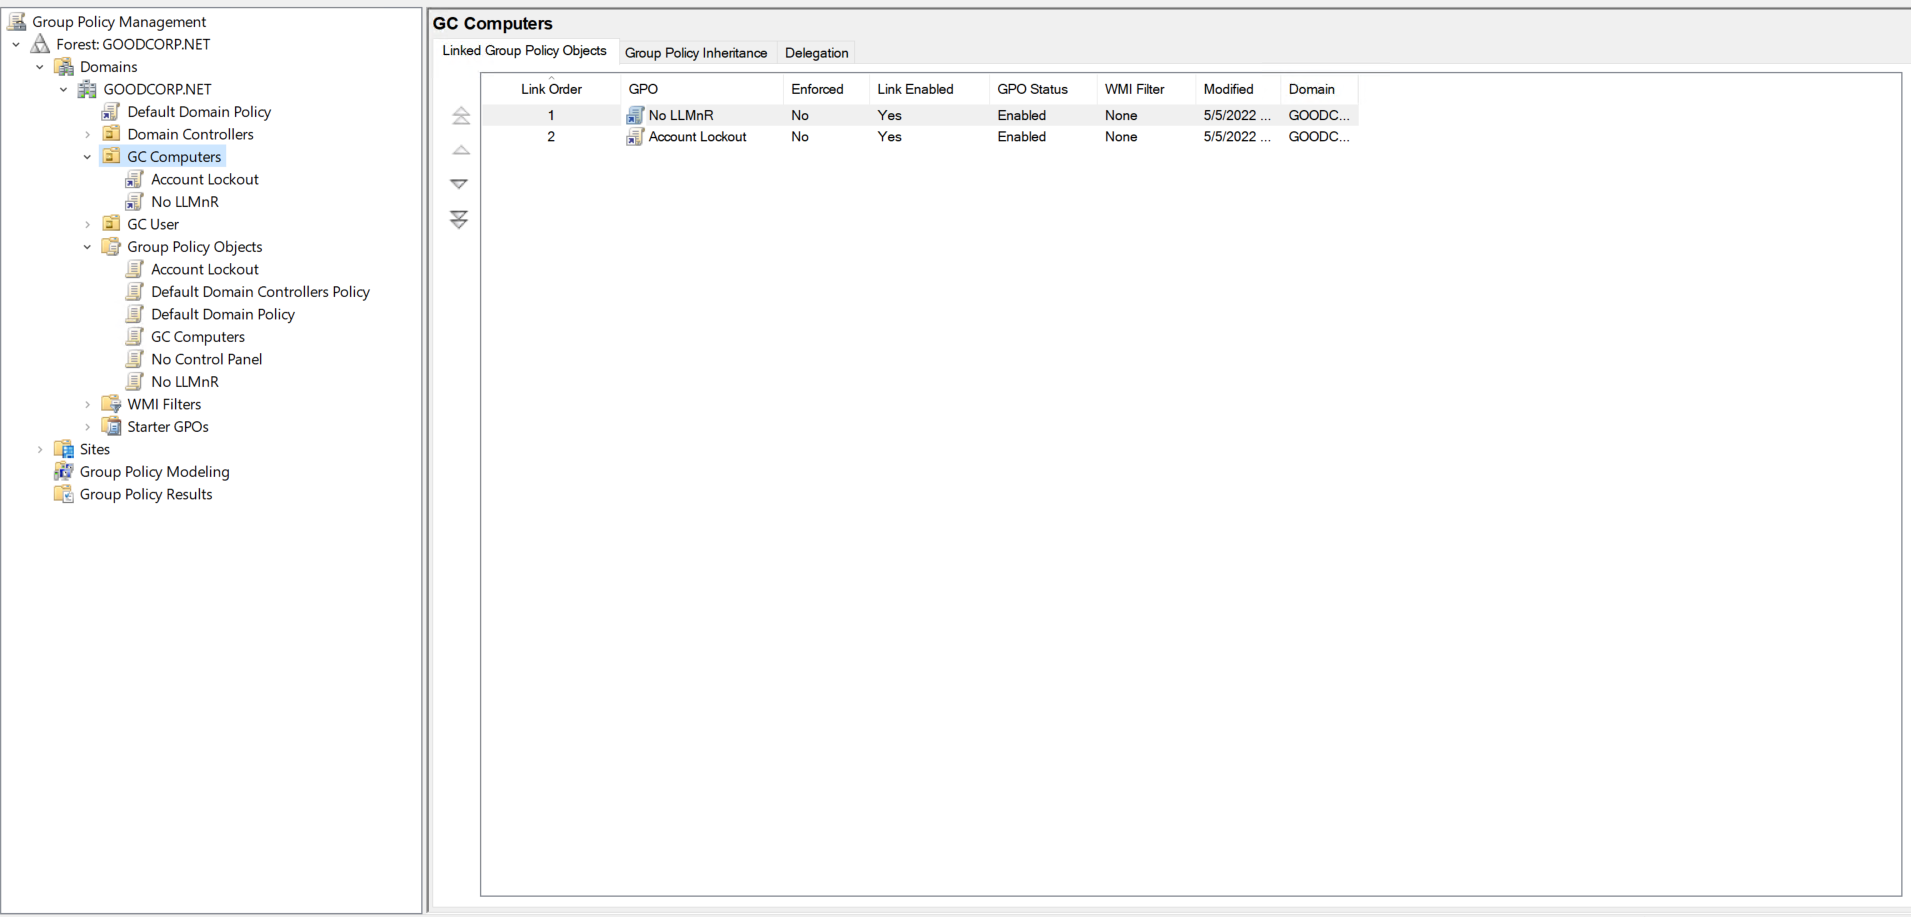 Group Policy Management
Forest: GOODCORP.NET
Domains
GOODCORP.NET
Default Domain Policy
Domain Controllers
GC Computers
Account Lockout
No LLMnR
GC User
Group Policy Objects
Account Lockout
Default Domain Controllers Policy
Default Domain Policy
GC Computers
No Control Panel
No LLMnR
WMI Filters
Starter GPOs
Sites
Group Policy Modeling
Group Policy Results
GC Computers
Linked Group Policy Objects Group Policy Inheritance Delegation
Link Order GPO Enforced Link Enabled GPO Status WMI Filter Modified Domain
1 No LLMnR No Yes Enabled None 5/5/2022 ... GOODC...
2 Account Lockout No Yes Enabled None 5/5/2022 ... GOODC...